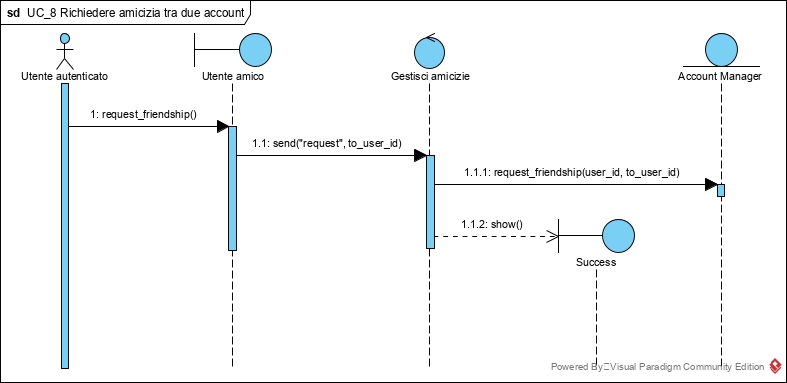 sd UC_8 Richiedere amicizia tra due account
Utente autenticato
Utente amico
Gestisci amicizie
Account Manager
1: request_friendship()
1.1: send("request", to_user_id)
1.1.1: request_friendship(user_id, to_user_id)
1.1.2: show()
Success
Powered By Visual Paradigm Community Edition